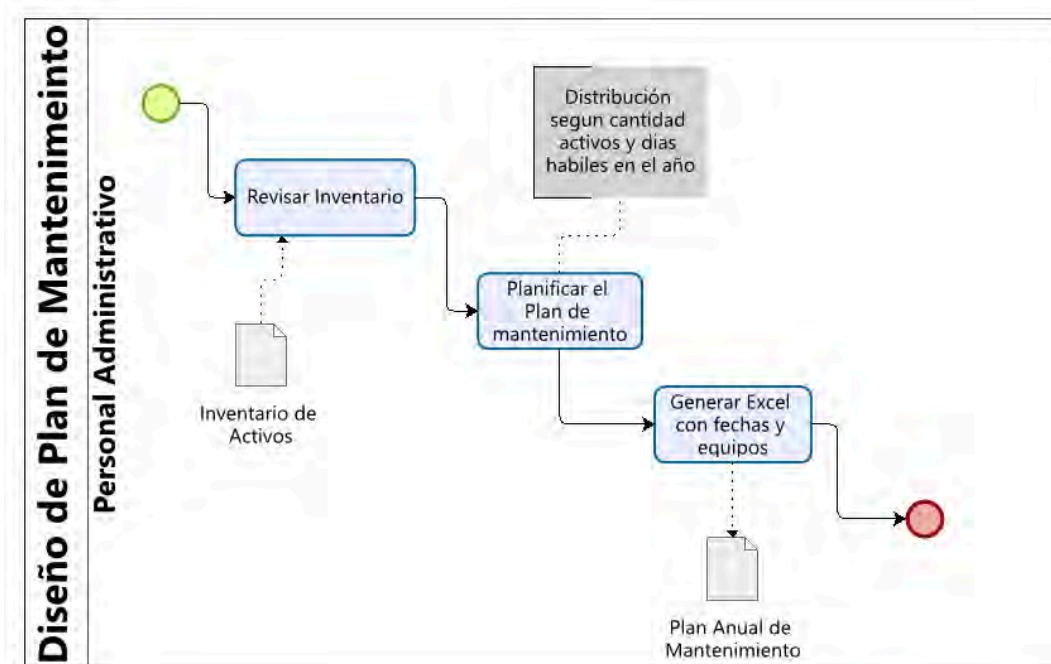 Diseño de Plan de Mantenimeinto
Personal Administrativo
Distribución
segun cantidad
activos y dias
habiles en el año
Revisar Inventario
Planificar el
Plan de
mantenimiento
Inventario de
Activos
Generar Excel
con fechas y
equipos
Plan Anual de
Mantenimiento